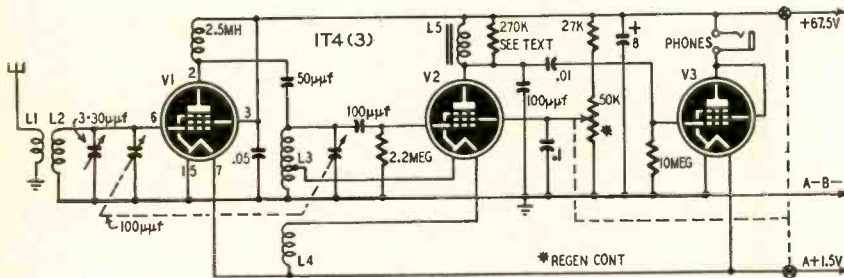 2.5MH
1T4(3)
L5
270K
SEE TEXT
27K
+
8
PHONES
+67.5V
V1
2
50μμf
V2
.01
V3
L1
L2
3-30μμf
6
3
100μμf
100μμf
50K
*
.05
L3
2.2MEG
.1
10MEG
1 5
7
A-B-
100μμf
L4
*REGEN CONT
A+1.5V